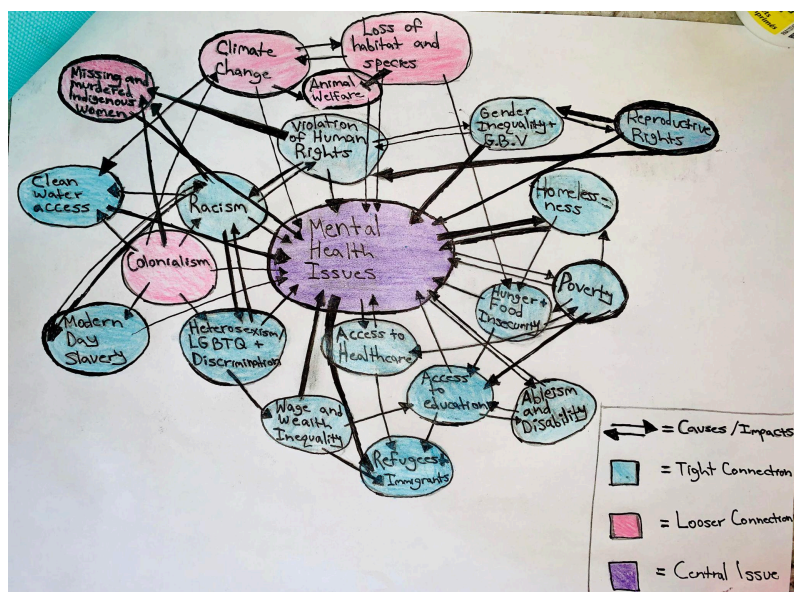 Climate
Change
Loss of
habitat and
species
Missing and
murdered
indigenous
women
Animal
Welfare
Violation
of Human
Rights
Gender
Inequality +
G.B.V
Reproductive
Rights
Clean
water
access
Racism
Homeless-
ness
Mental
Health
Issues
Colonialism
Poverty
Hunger +
Food
Insecurity
Modern
Day
Slavery
Heterosexism
LGBTQ +
Discrimination
Access to
Healthcare
Access
to
education
Ableism
and
Disability
Wage and
Wealth
Inequality
Refugees
Immigrants
= Causes / Impacts
= Tight Connection
= Looser Connection
= Central Issue